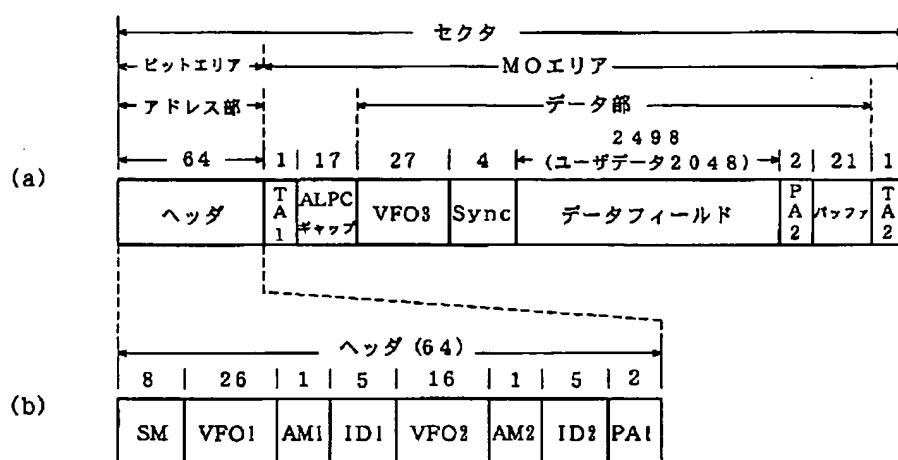 セクタ
ピットエリア MOエリア
アドレス部 データ部
2498
64 1 17 27 4 (ユーザデータ2048) 2 21 1
(a)
ヘッダ TA1 ALPCギャップ VFO3 Sync データフィールド PA2 バッファ TA2
ヘッダ(64)
8 26 1 5 16 1 5 2
(b)
SM VFO1 AM1 ID1 VFO2 AM2 ID2 PA1